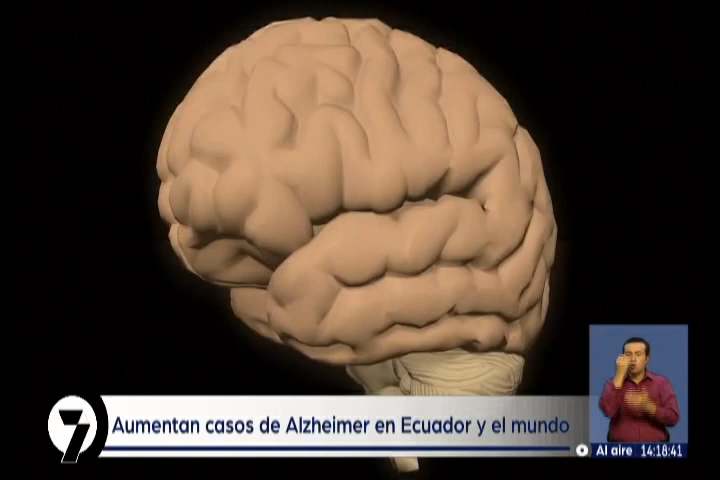 7 Aumentan casos de Alzheimer en Ecuador y el mundo
Al aire 14:18:41